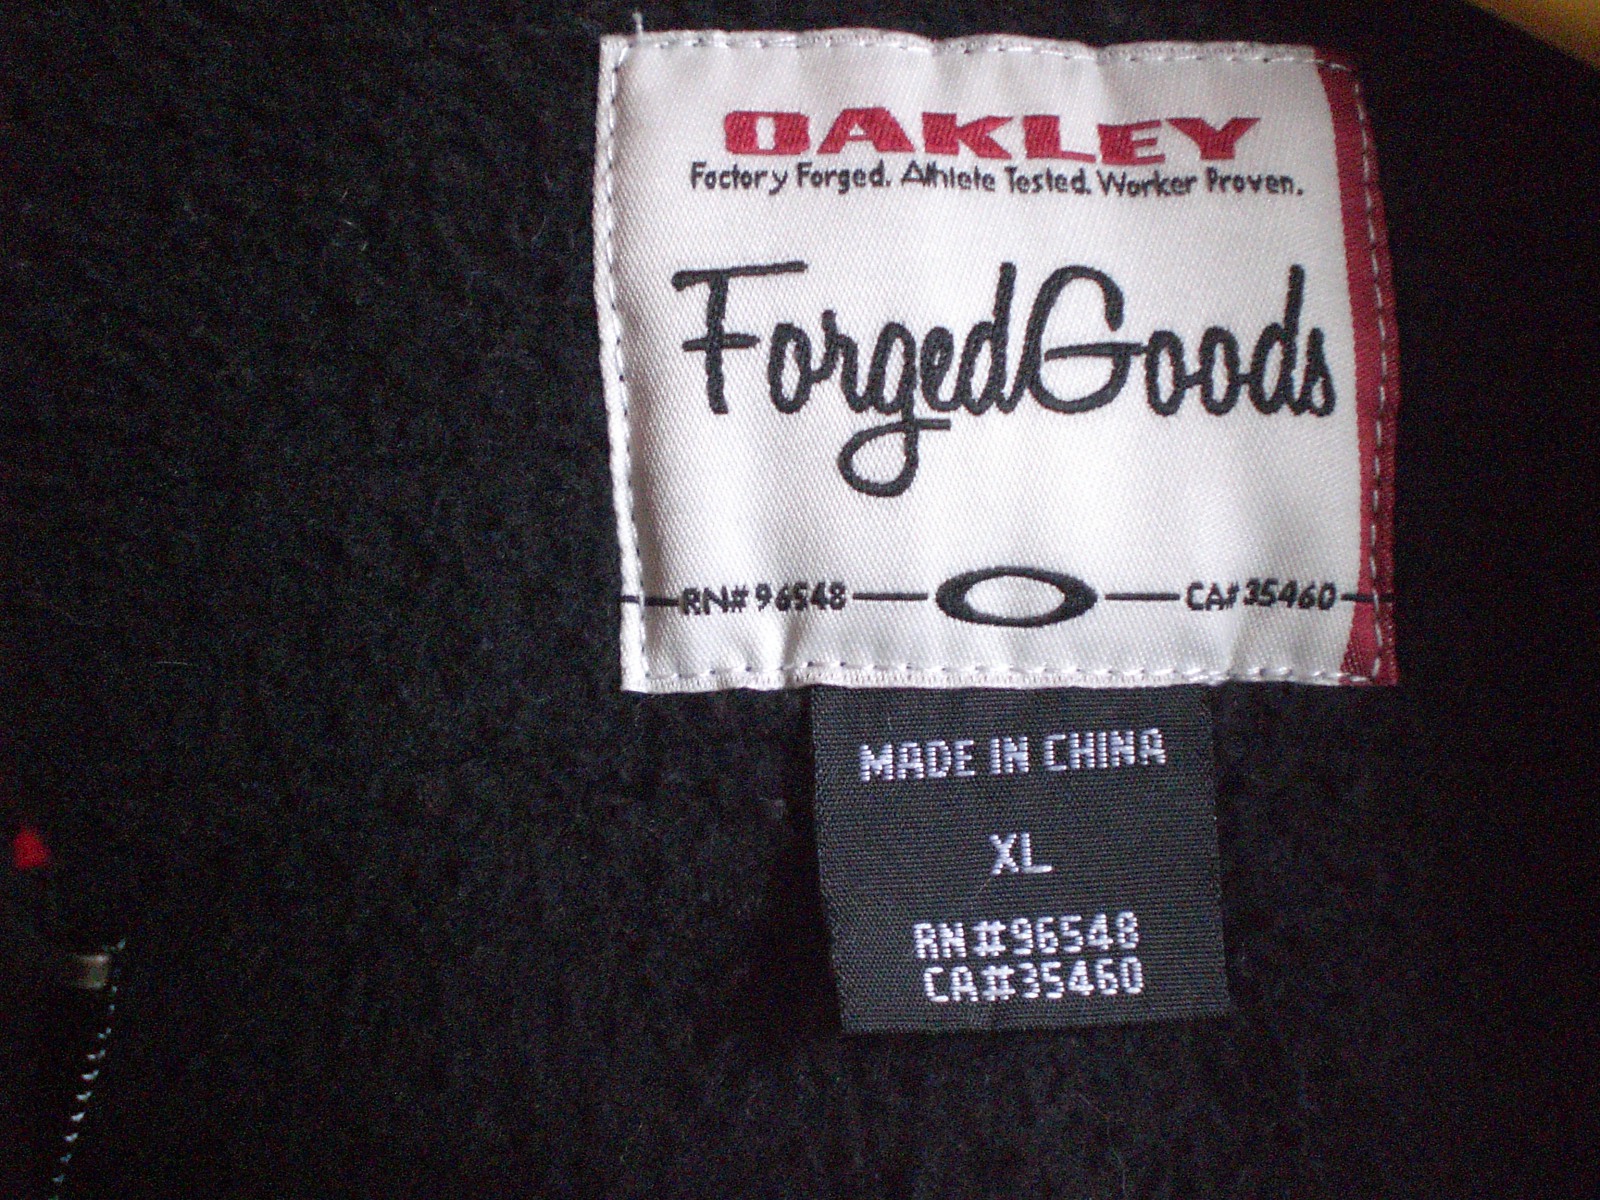 OAKLEY
Factory Forged. Athlete Tested. Worker Proven.
ForgedGoods
RN# 96548 CA# 35460
MADE IN CHINA
XL
RN#96548
CA#35460